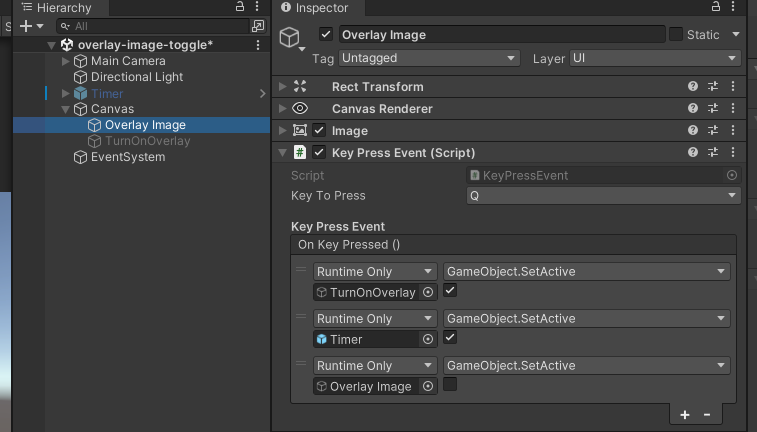 Hierarchy
All
overlay-image-toggle*
Main Camera
Directional Light
Timer
Canvas
Overlay Image
TurnOnOverlay
EventSystem
Inspector
Overlay Image
Static
Tag Untagged Layer UI
Rect Transform
Canvas Renderer
Image
# Key Press Event (Script)
Script # KeyPressEvent
Key To Press Q
Key Press Event
On Key Pressed ()
Runtime Only GameObject.SetActive
TurnOnOverlay
Runtime Only GameObject.SetActive
Timer
Runtime Only GameObject.SetActive
Overlay Image
+ -